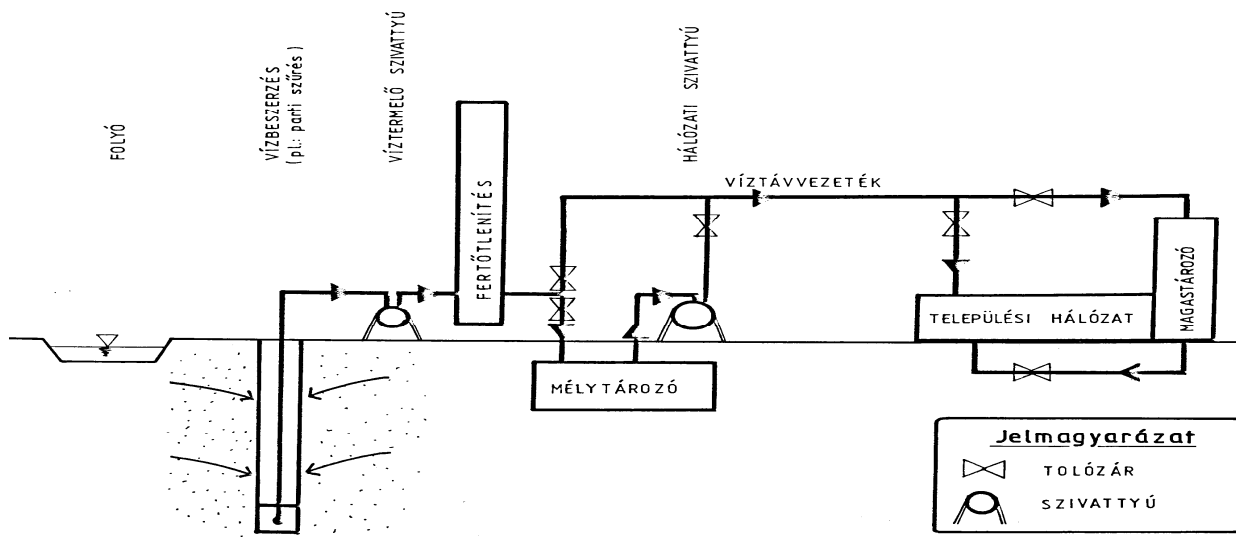 FOLYÓ
VÍZBESZERZÉS
(pl.: parti szűrés)
VÍZTERMELŐ SZIVATTYÚ
FERTŐTLENÍTÉS
HÁLÓZATI SZIVATTYÚ
VÍZTÁVVEZETÉK
MÉLYTÁROZÓ
TELEPÜLÉSI HÁLÓZAT
MAGASTÁROZÓ
Jelmagyarázat
TOLÓZÁR
SZIVATTYÚ